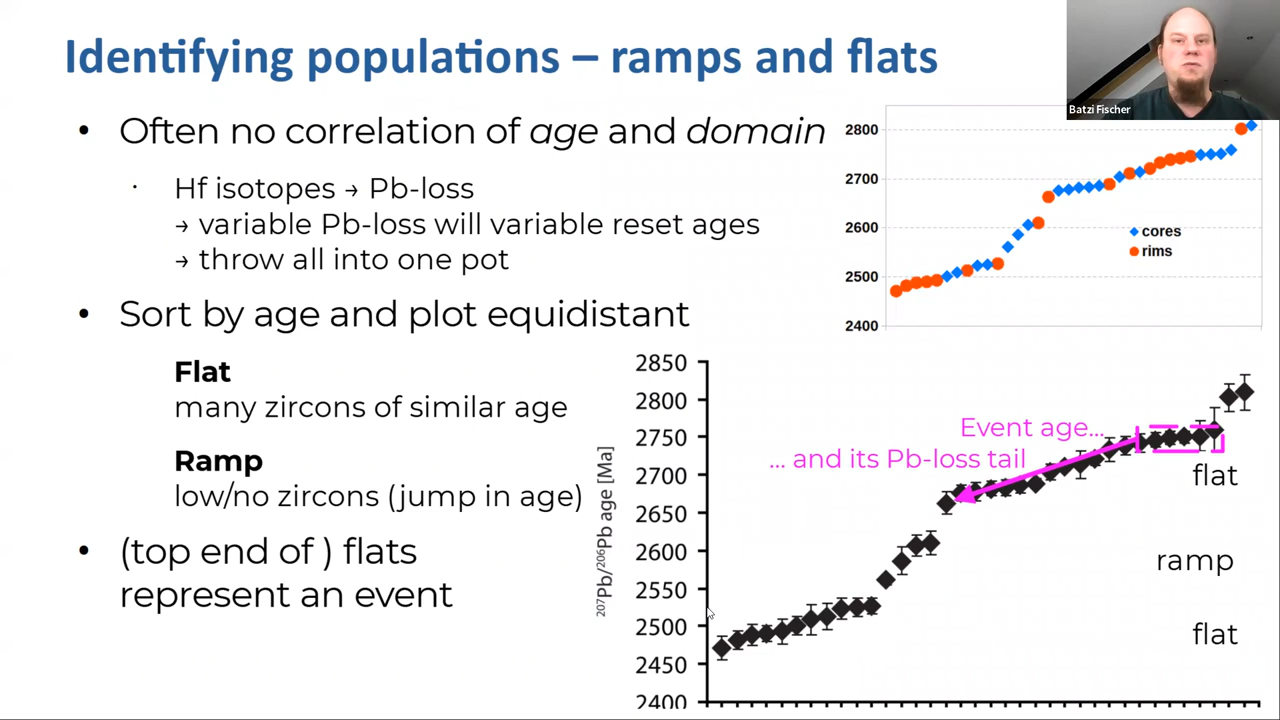 Identifying populations – ramps and flats
Batzi Fischer
• Often no correlation of age and domain
· Hf isotopes → Pb-loss
→ variable Pb-loss will variable reset ages
→ throw all into one pot
• Sort by age and plot equidistant
Flat
many zircons of similar age
Ramp
low/no zircons (jump in age)
• (top end of ) flats
represent an event
2800
2700
2600
2500
2400
cores
rims
2850
2800
2750
2700
2650
2600
2550
2500
2450
2400
207Pb/206Pb age [Ma]
Event age...
... and its Pb-loss tail
flat
ramp
flat